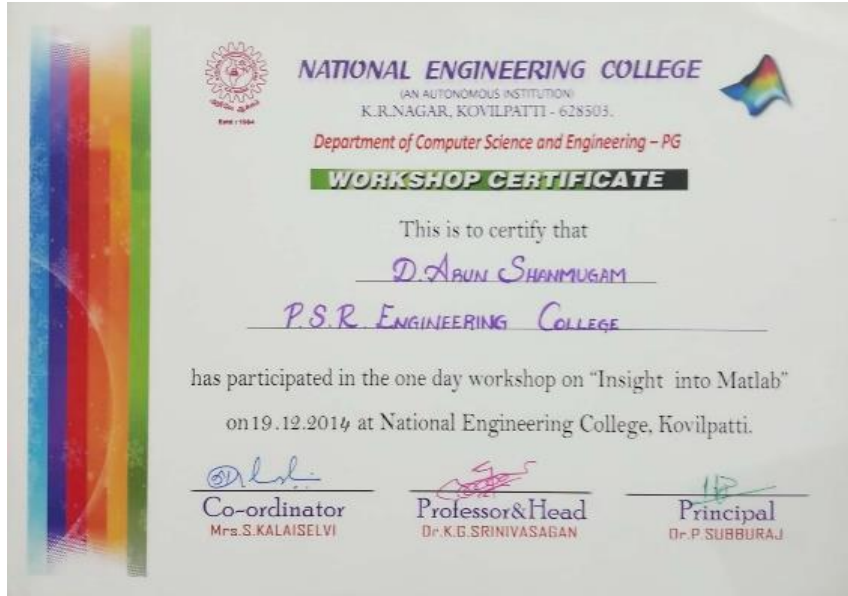 NATIONAL ENGINEERING COLLEGE
(AN AUTONOMOUS INSTITUTION)
K.R.NAGAR, KOVILPATTI - 628503.
Estd : 1984
Department of Computer Science and Engineering – PG
WORKSHOP CERTIFICATE
This is to certify that
D. ARUN SHANMUGAM
P.S.R. ENGINEERING COLLEGE
has participated in the one day workshop on “Insight into Matlab”
on 19.12.2014 at National Engineering College, Kovilpatti.
Co-ordinator Professor&Head Principal
Mrs.S.KALAISELVI Dr.K.G.SRINIVASAGAN Dr.P.SUBBURAJ